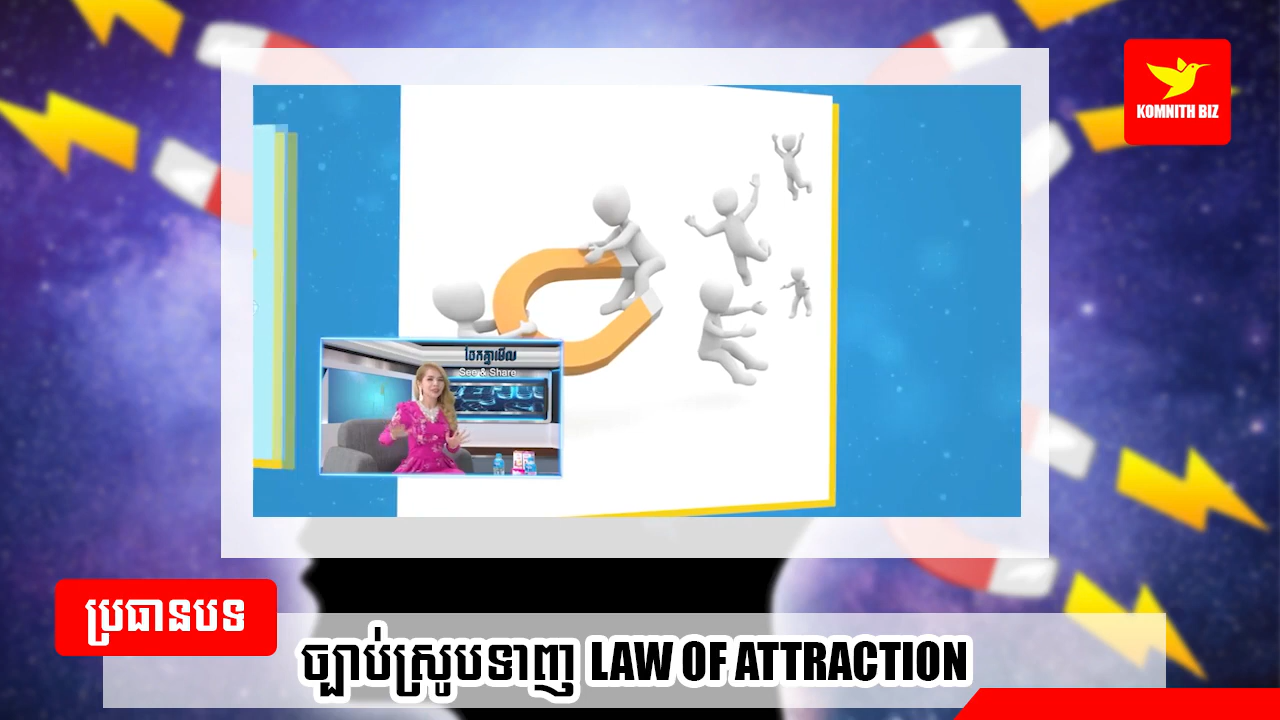 KOMNITH BIZ
ចែកគ្នាមើល
See & Share
ប្រធានបទ
ច្បាប់ស្រូបទាញ LAW OF ATTRACTION